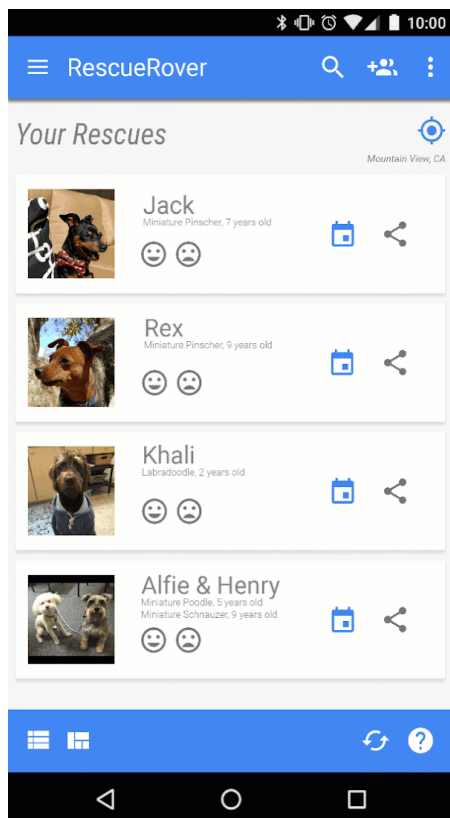 10:00
RescueRover
Your Rescues
Mountain View, CA
Jack
Miniature Pinscher, 7 years old
Rex
Miniature Pinscher, 9 years old
Khali
Labradoodle, 2 years old
Alfie & Henry
Miniature Poodle, 5 years old
Miniature Schnauzer, 9 years old